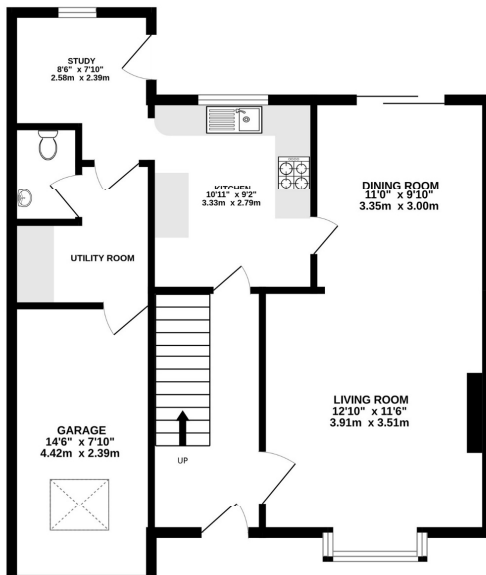 STUDY
8'6" x 7'10"
2.58m x 2.39m
KITCHEN
10'11" x 9'2"
3.33m x 2.79m
DINING ROOM
11'0" x 9'10"
3.35m x 3.00m
UTILITY ROOM
LIVING ROOM
12'10" x 11'6"
3.91m x 3.51m
GARAGE
14'6" x 7'10"
4.42m x 2.39m
UP